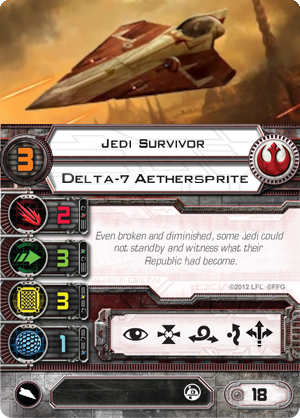 Jedi Survivor
3
Delta-7 Aethersprite
2
3
3
1
Even broken and diminished, some Jedi could
not standby and witness what their
Republic had become.
©2012 LFL ©FFG
18